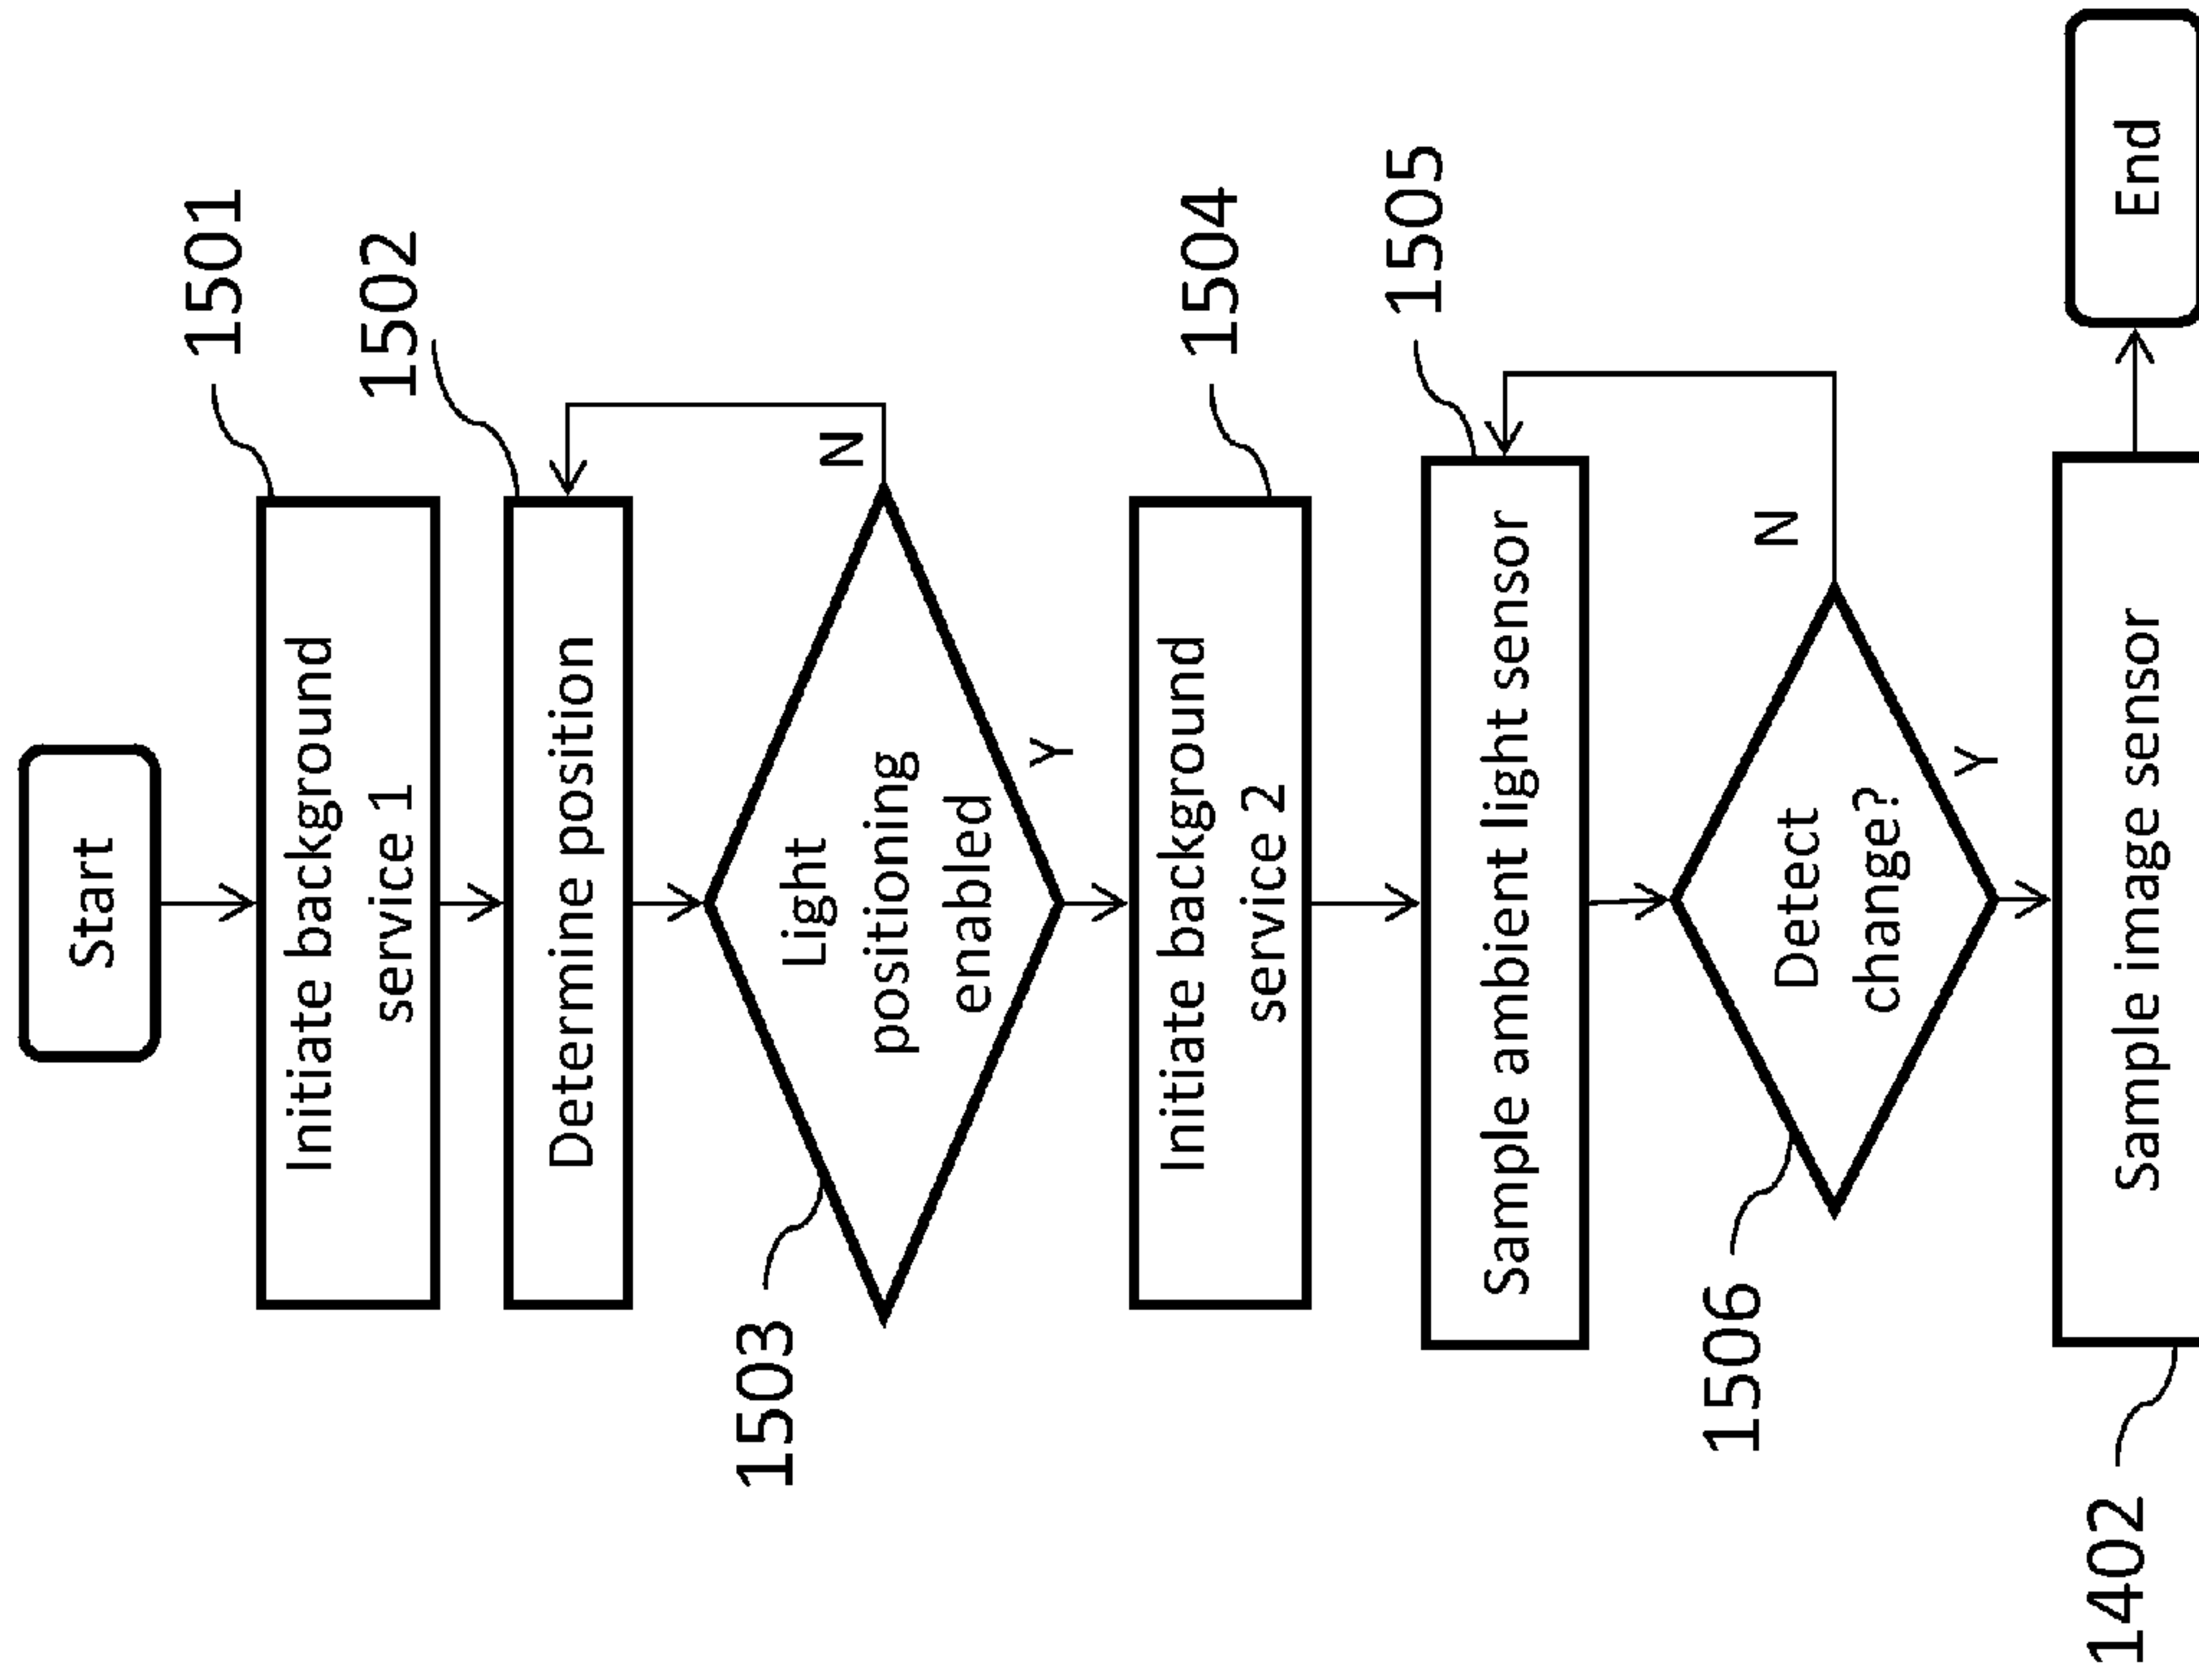 Start
1501
Initiate background
service 1
1502
Determine position
1503
Light
positioning
enabled
N
Y
1504
Initiate background
service 2
1505
Sample ambient light sensor
1506
Detect
change?
N
Y
1402
Sample image sensor
End